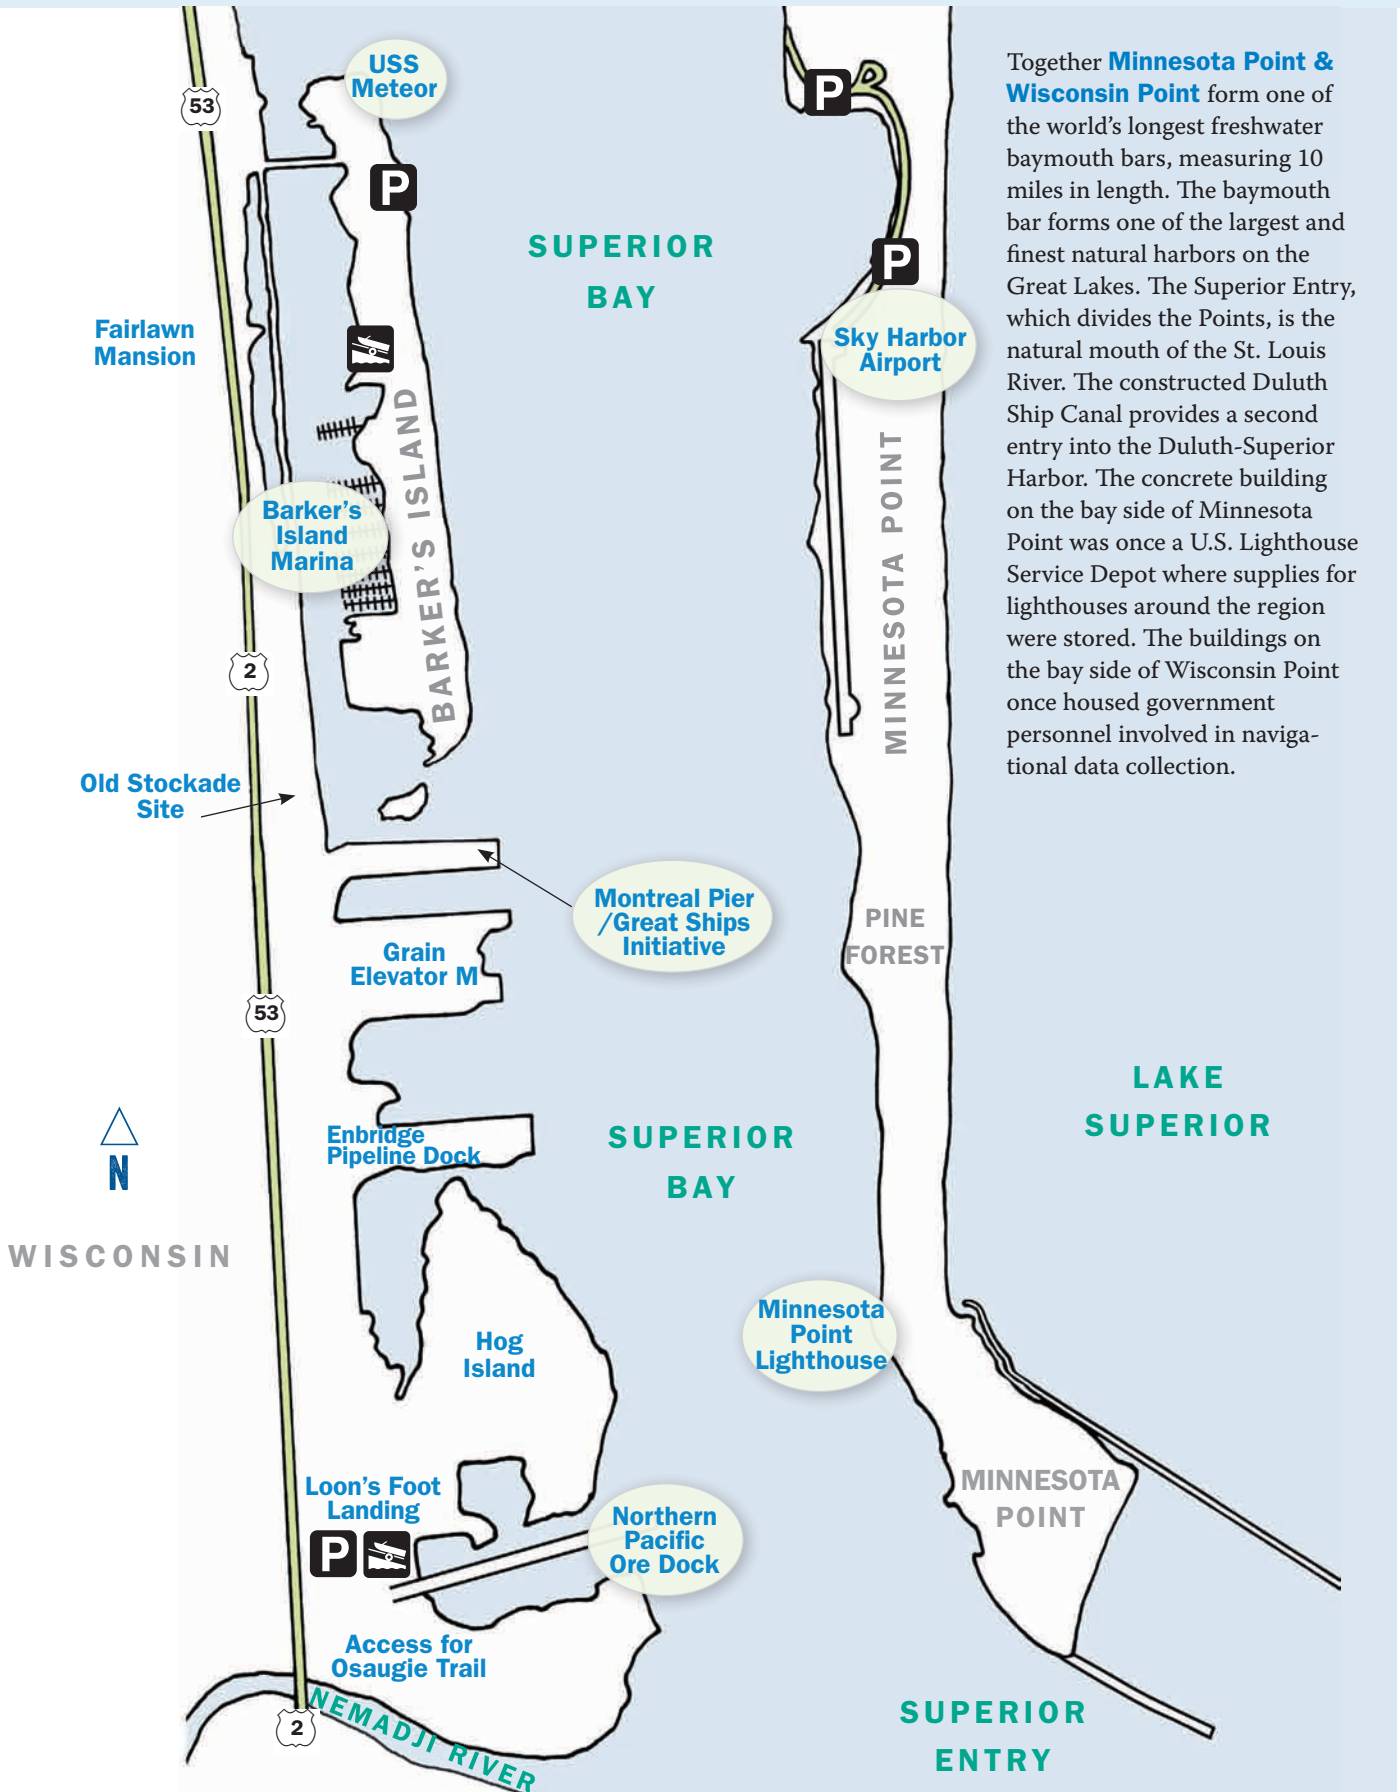 USS
Meteor
53
P
P
SUPERIOR
BAY
P
Fairlawn
Mansion
Sky Harbor
Airport
BARKER'S ISLAND
MINNESOTA POINT
Barker's
Island
Marina
2
Old Stockade
Site
Montreal Pier
/Great Ships
Initiative
PINE
FOREST
Grain
Elevator M
53
LAKE
SUPERIOR
N
Enbridge
Pipeline Dock
SUPERIOR
BAY
WISCONSIN
Minnesota
Point
Lighthouse
Hog
Island
Loon's Foot
Landing
P
MINNESOTA
POINT
Northern
Pacific
Ore Dock
Access for
Osaugie Trail
NEMADJI RIVER
2
SUPERIOR
ENTRY
Together Minnesota Point &
Wisconsin Point form one of
the world's longest freshwater
baymouth bars, measuring 10
miles in length. The baymouth
bar forms one of the largest and
finest natural harbors on the
Great Lakes. The Superior Entry,
which divides the Points, is the
natural mouth of the St. Louis
River. The constructed Duluth
Ship Canal provides a second
entry into the Duluth-Superior
Harbor. The concrete building
on the bay side of Minnesota
Point was once a U.S. Lighthouse
Service Depot where supplies for
lighthouses around the region
were stored. The buildings on
the bay side of Wisconsin Point
once housed government
personnel involved in naviga-
tional data collection.